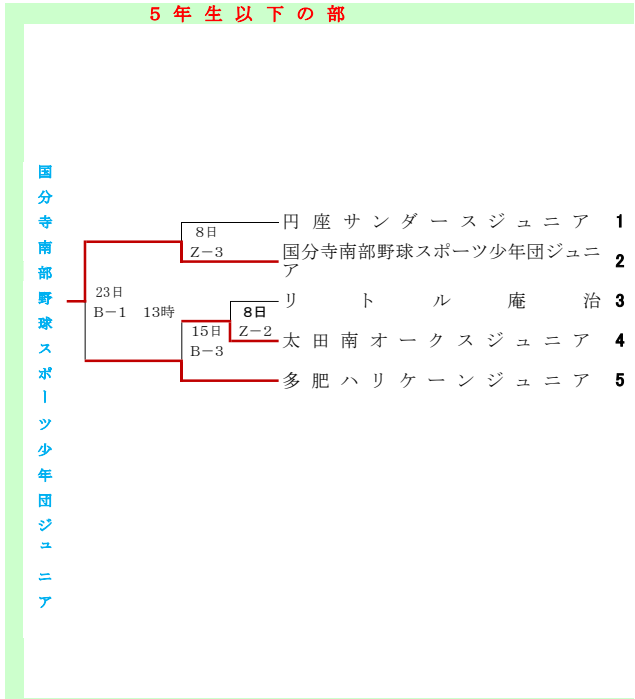 5年生以下の部
国分寺南部野球スポーツ少年団ジュニア
円座サンダースジュニア 1
8日
Z-3
国分寺南部野球スポーツ少年団ジュニ
ア 2
23日
B-1 13時
リトル庵治 3
8日
15日 Z-2
B-3
太田南オークスジュニア 4
多肥ハリケーンジュニア 5